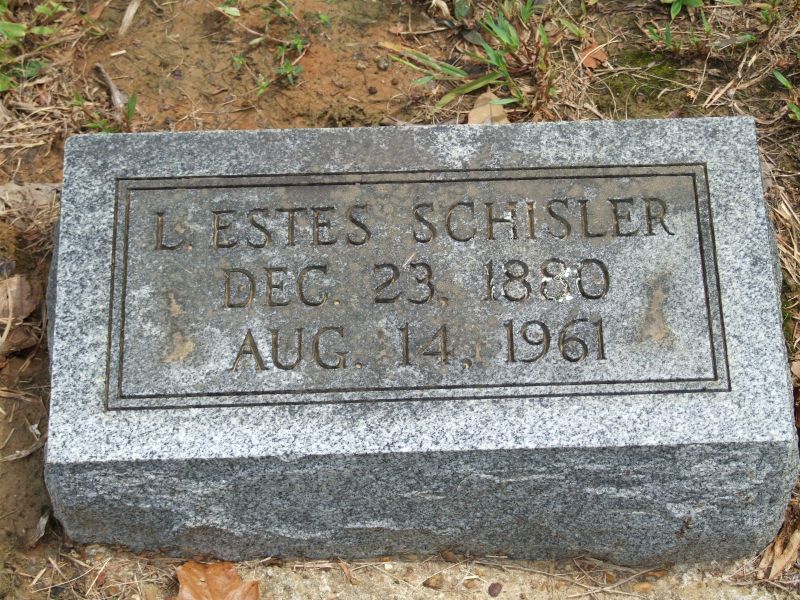 L. ESTES SCHISLER
DEC. 23, 1880
AUG. 14, 1961